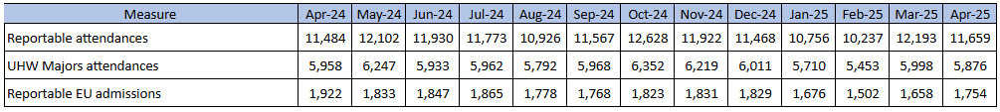 Measure Apr-24 May-24 Jun-24 Jul-24 Aug-24 Sep-24 Oct-24 Nov-24 Dec-24 Jan-25 Feb-25 Mar-25 Apr-25
Reportable attendances 11,484 12,102 11,930 11,773 10,926 11,567 12,628 11,922 11,468 10,756 10,237 12,193 11,659
UHW Majors attendances 5,958 6,247 5,933 5,962 5,792 5,968 6,352 6,219 6,011 5,710 5,453 5,998 5,876
Reportable EU admissions 1,922 1,833 1,847 1,865 1,778 1,768 1,823 1,831 1,829 1,676 1,502 1,658 1,754